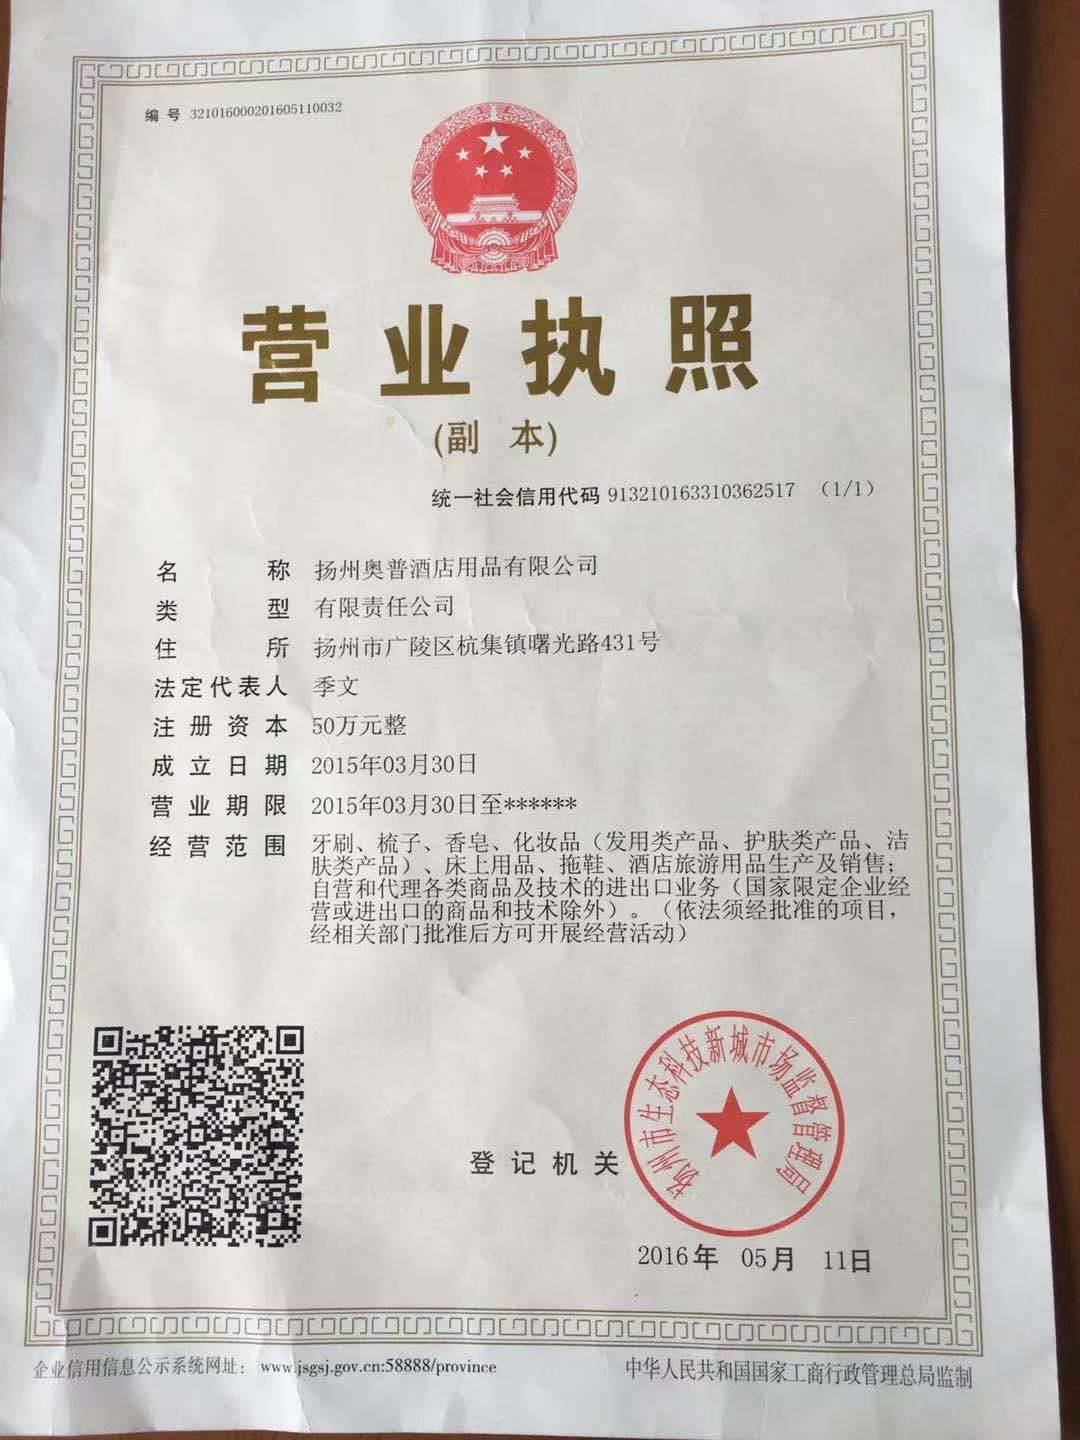 编 号 321016000201605110032
营业执照
(副 本)
统一社会信用代码 913210163310362517 （1/1）
名 称 扬州奥普酒店用品有限公司
类 型 有限责任公司
住 所 扬州市广陵区杭集镇曙光路431号
法定代表人 季文
注册资本 50万元整
成立日期 2015年03月30日
营业期限 2015年03月30日至******
经营范围 牙刷、梳子、香皂、化妆品（发用类产品、护肤类产品、洁
肤类产品）、床上用品、拖鞋、酒店旅游用品生产及销售；
自营和代理各类商品及技术的进出口业务（国家限定企业经
营或进出口的商品和技术除外）。（依法须经批准的项目，
经相关部门批准后方可开展经营活动）
扬州市生态科技新城市场监督管理局
登记机关
2016年 05月 11日
企业信用信息公示系统网址： www.jsgsj.gov.cn:58888/province
中华人民共和国国家工商行政管理总局监制